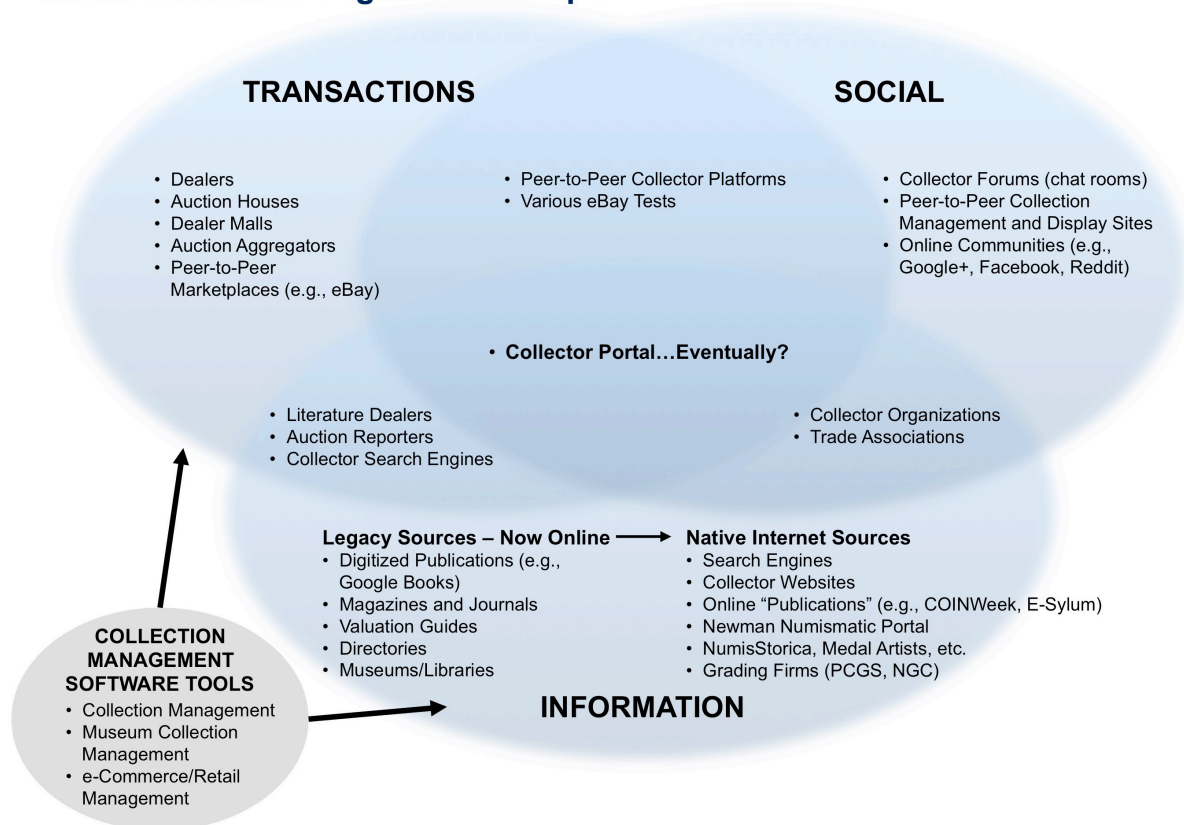 TRANSACTIONS
SOCIAL
• Dealers
• Auction Houses
• Dealer Malls
• Auction Aggregators
• Peer-to-Peer
Marketplaces (e.g., eBay)
• Peer-to-Peer Collector Platforms
• Various eBay Tests
• Collector Forums (chat rooms)
• Peer-to-Peer Collection
Management and Display Sites
• Online Communities (e.g.,
Google+, Facebook, Reddit)
• Collector Portal…Eventually?
• Literature Dealers
• Auction Reporters
• Collector Search Engines
• Collector Organizations
• Trade Associations
Legacy Sources – Now Online
• Digitized Publications (e.g.,
Google Books)
• Magazines and Journals
• Valuation Guides
• Directories
• Museums/Libraries
Native Internet Sources
• Search Engines
• Collector Websites
• Online “Publications” (e.g., COINWeek, E-Sylum)
• Newman Numismatic Portal
• NumisStorica, Medal Artists, etc.
• Grading Firms (PCGS, NGC)
INFORMATION
COLLECTION
MANAGEMENT
SOFTWARE TOOLS
• Collection Management
• Museum Collection
Management
• e-Commerce/Retail
Management